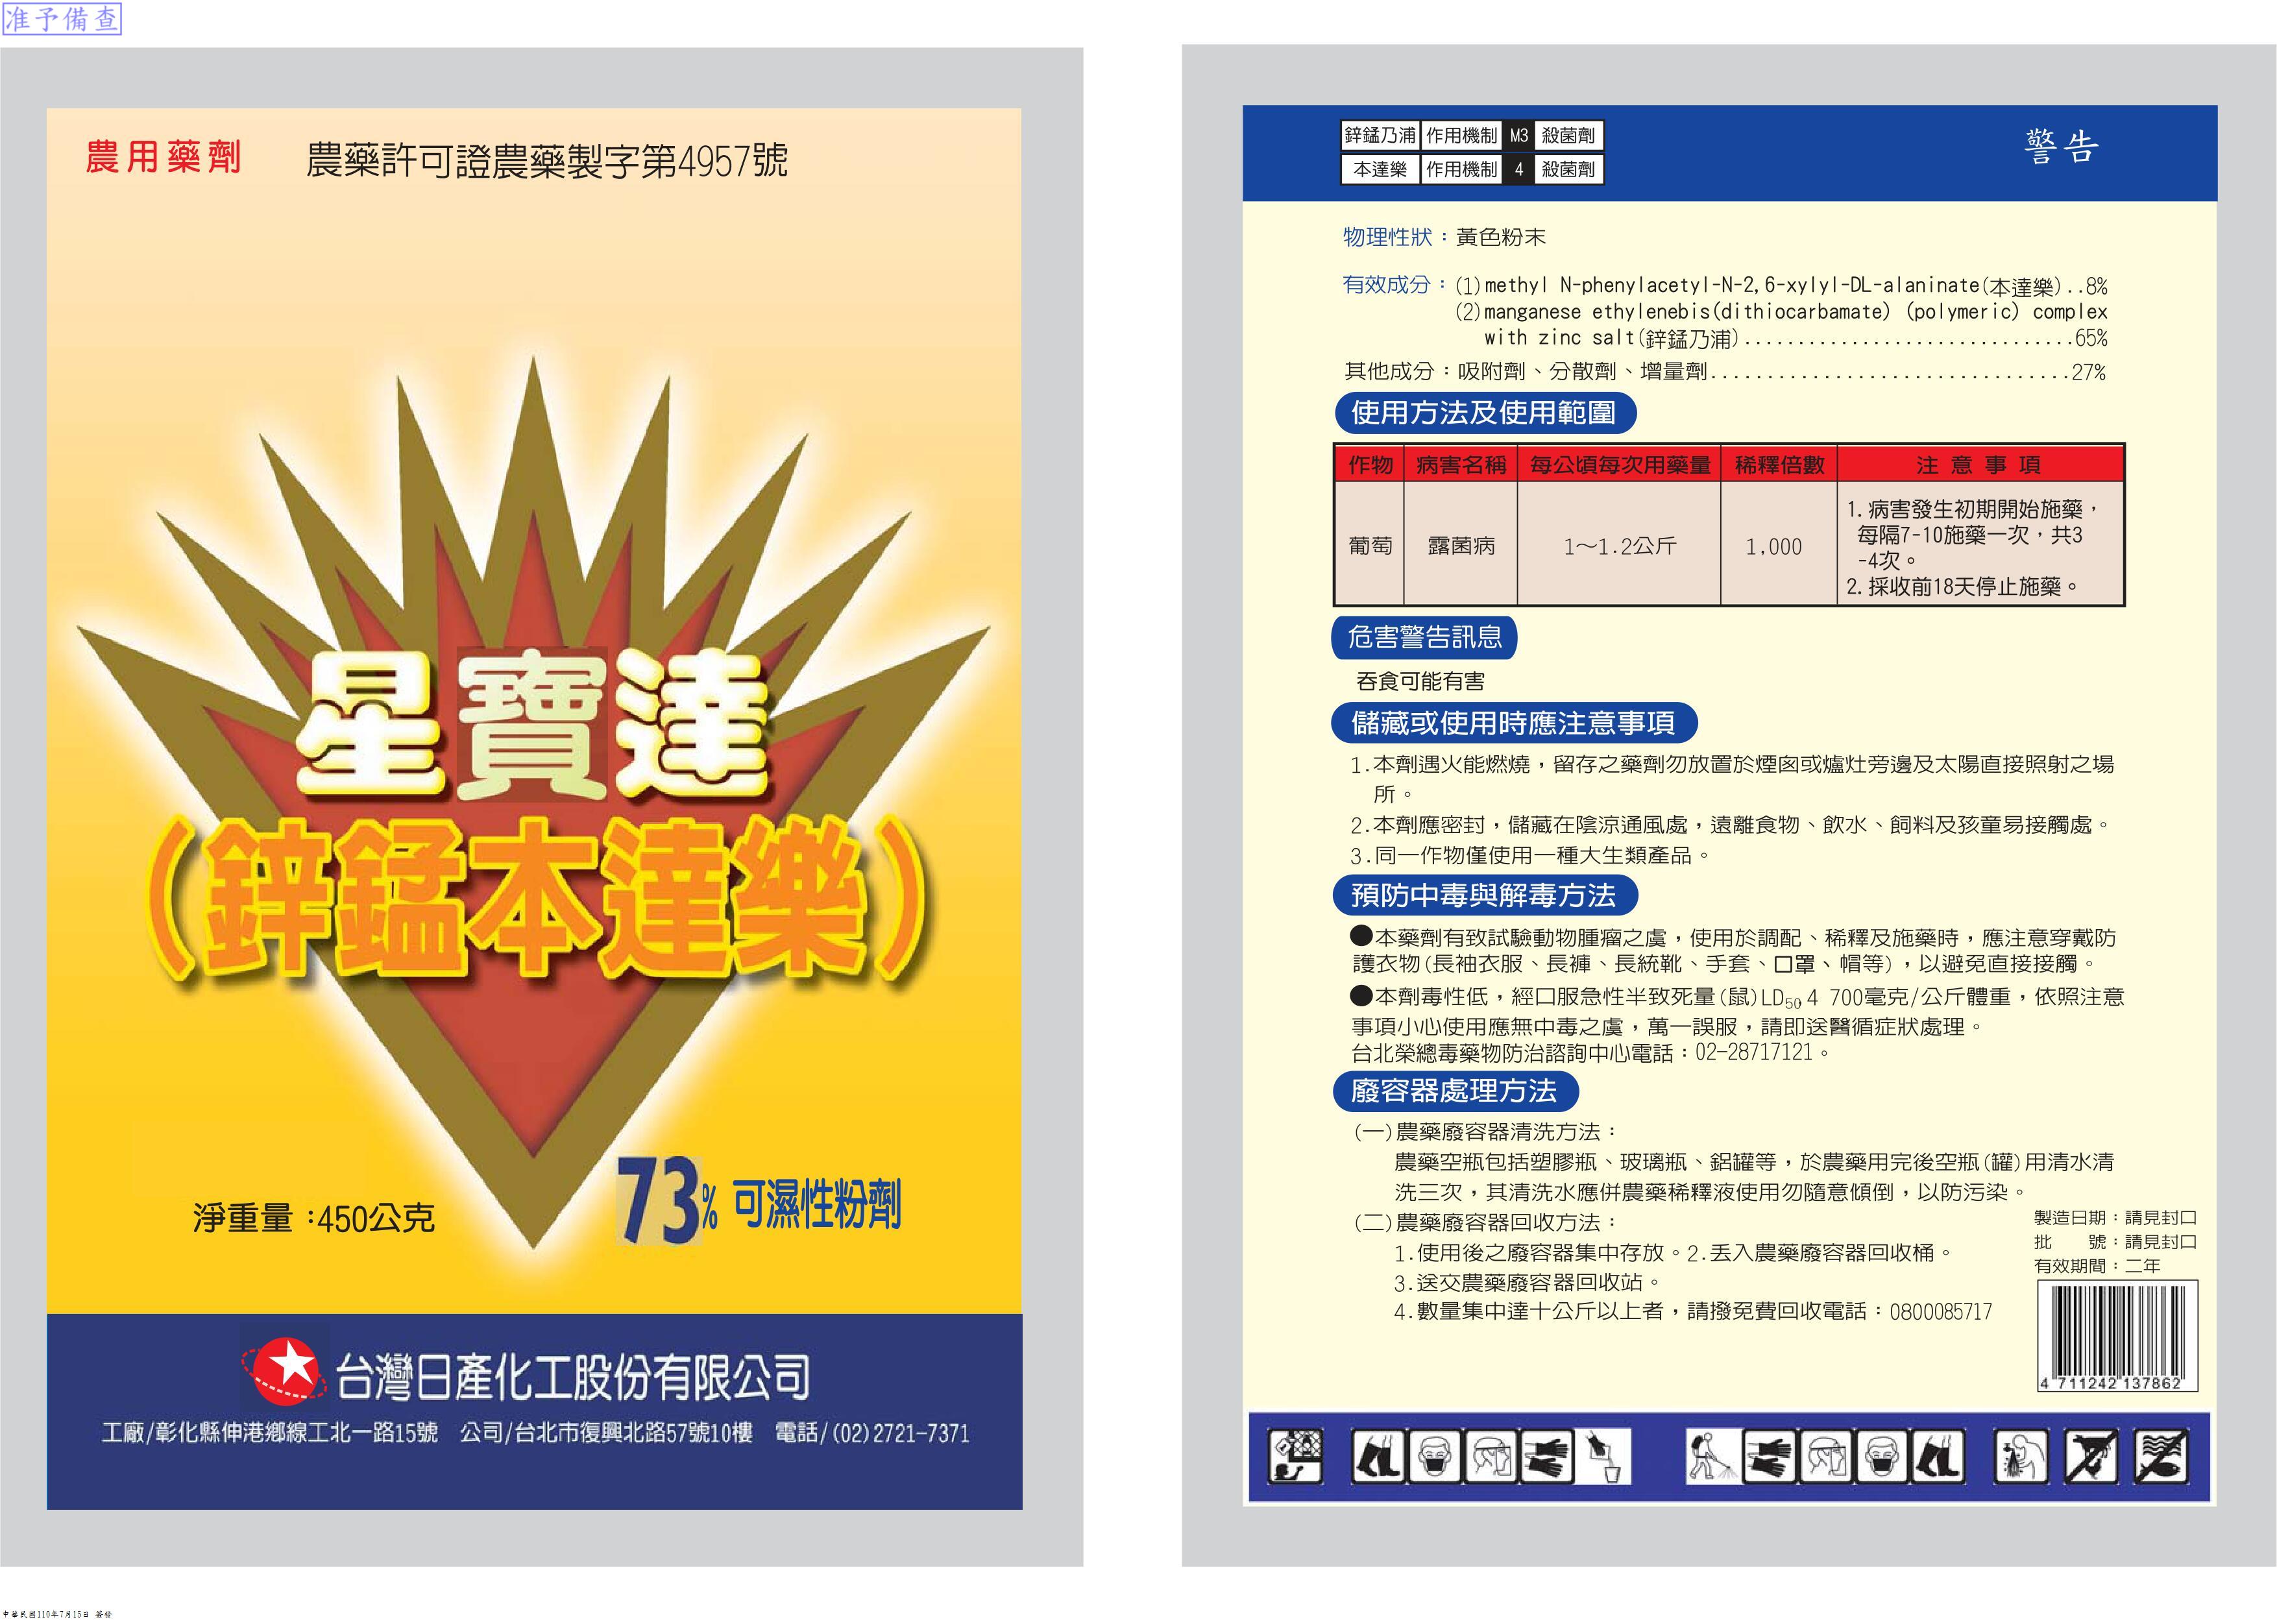 准予備查
農用藥劑
農藥許可證農藥製字第4957號
星寶達
(鋅錳本達樂)
淨重量:450公克
73% 可濕性粉劑
台灣日產化工股份有限公司
工廠/彰化縣伸港鄉線工北一路15號 公司/台北市復興北路57號10樓 電話/(02)2721-7371
鋅錳乃浦 作用機制 M3 殺菌劑
本達樂 作用機制 4 殺菌劑
警告
物理性狀：黃色粉末
有效成分：(1)methyl N-phenylacetyl-N-2,6-xylyl-DL-alaninate(本達樂)..8%
(2)manganese ethylenebis(dithiocarbamate) (polymeric) complex
with zinc salt(鋅錳乃浦)..............................65%
其他成分：吸附劑、分散劑、增量劑................................27%
使用方法及使用範圍
作物 病害名稱 每公頃每次用藥量 稀釋倍數 注意事項
葡萄 露菌病 1～1.2公斤 1,000
1.病害發生初期開始施藥，
每隔7-10施藥一次，共3
-4次。
2.採收前18天停止施藥。
危害警告訊息
吞食可能有害
儲藏或使用時應注意事項
1.本劑遇火能燃燒，留存之藥劑勿放置於煙囪或爐灶旁邊及太陽直接照射之場
所。
2.本劑應密封，儲藏在陰涼通風處，遠離食物、飲水、飼料及孩童易接觸處。
3.同一作物僅使用一種大生類產品。
預防中毒與解毒方法
●本藥劑有致試驗動物腫瘤之虞，使用於調配、稀釋及施藥時，應注意穿戴防
護衣物(長袖衣服、長褲、長統靴、手套、口罩、帽等)，以避免直接接觸。
●本劑毒性低，經口服急性半致死量(鼠)LD50,4 700毫克/公斤體重，依照注意
事項小心使用應無中毒之虞，萬一誤服，請即送醫循症狀處理。
台北榮總毒藥物防治諮詢中心電話：02-28717121。
廢容器處理方法
(一)農藥廢容器清洗方法：
農藥空瓶包括塑膠瓶、玻璃瓶、鋁罐等，於農藥用完後空瓶(罐)用清水清
洗三次，其清洗水應併農藥稀釋液使用勿隨意傾倒，以防污染。
(二)農藥廢容器回收方法：
1.使用後之廢容器集中存放。2.丟入農藥廢容器回收桶。
3.送交農藥廢容器回收站。
4.數量集中達十公斤以上者，請撥免費回收電話：0800085717
製造日期：請見封口
批　　號：請見封口
有效期間：二年
4 711242 137862
中華民國110年7月15日 簽發